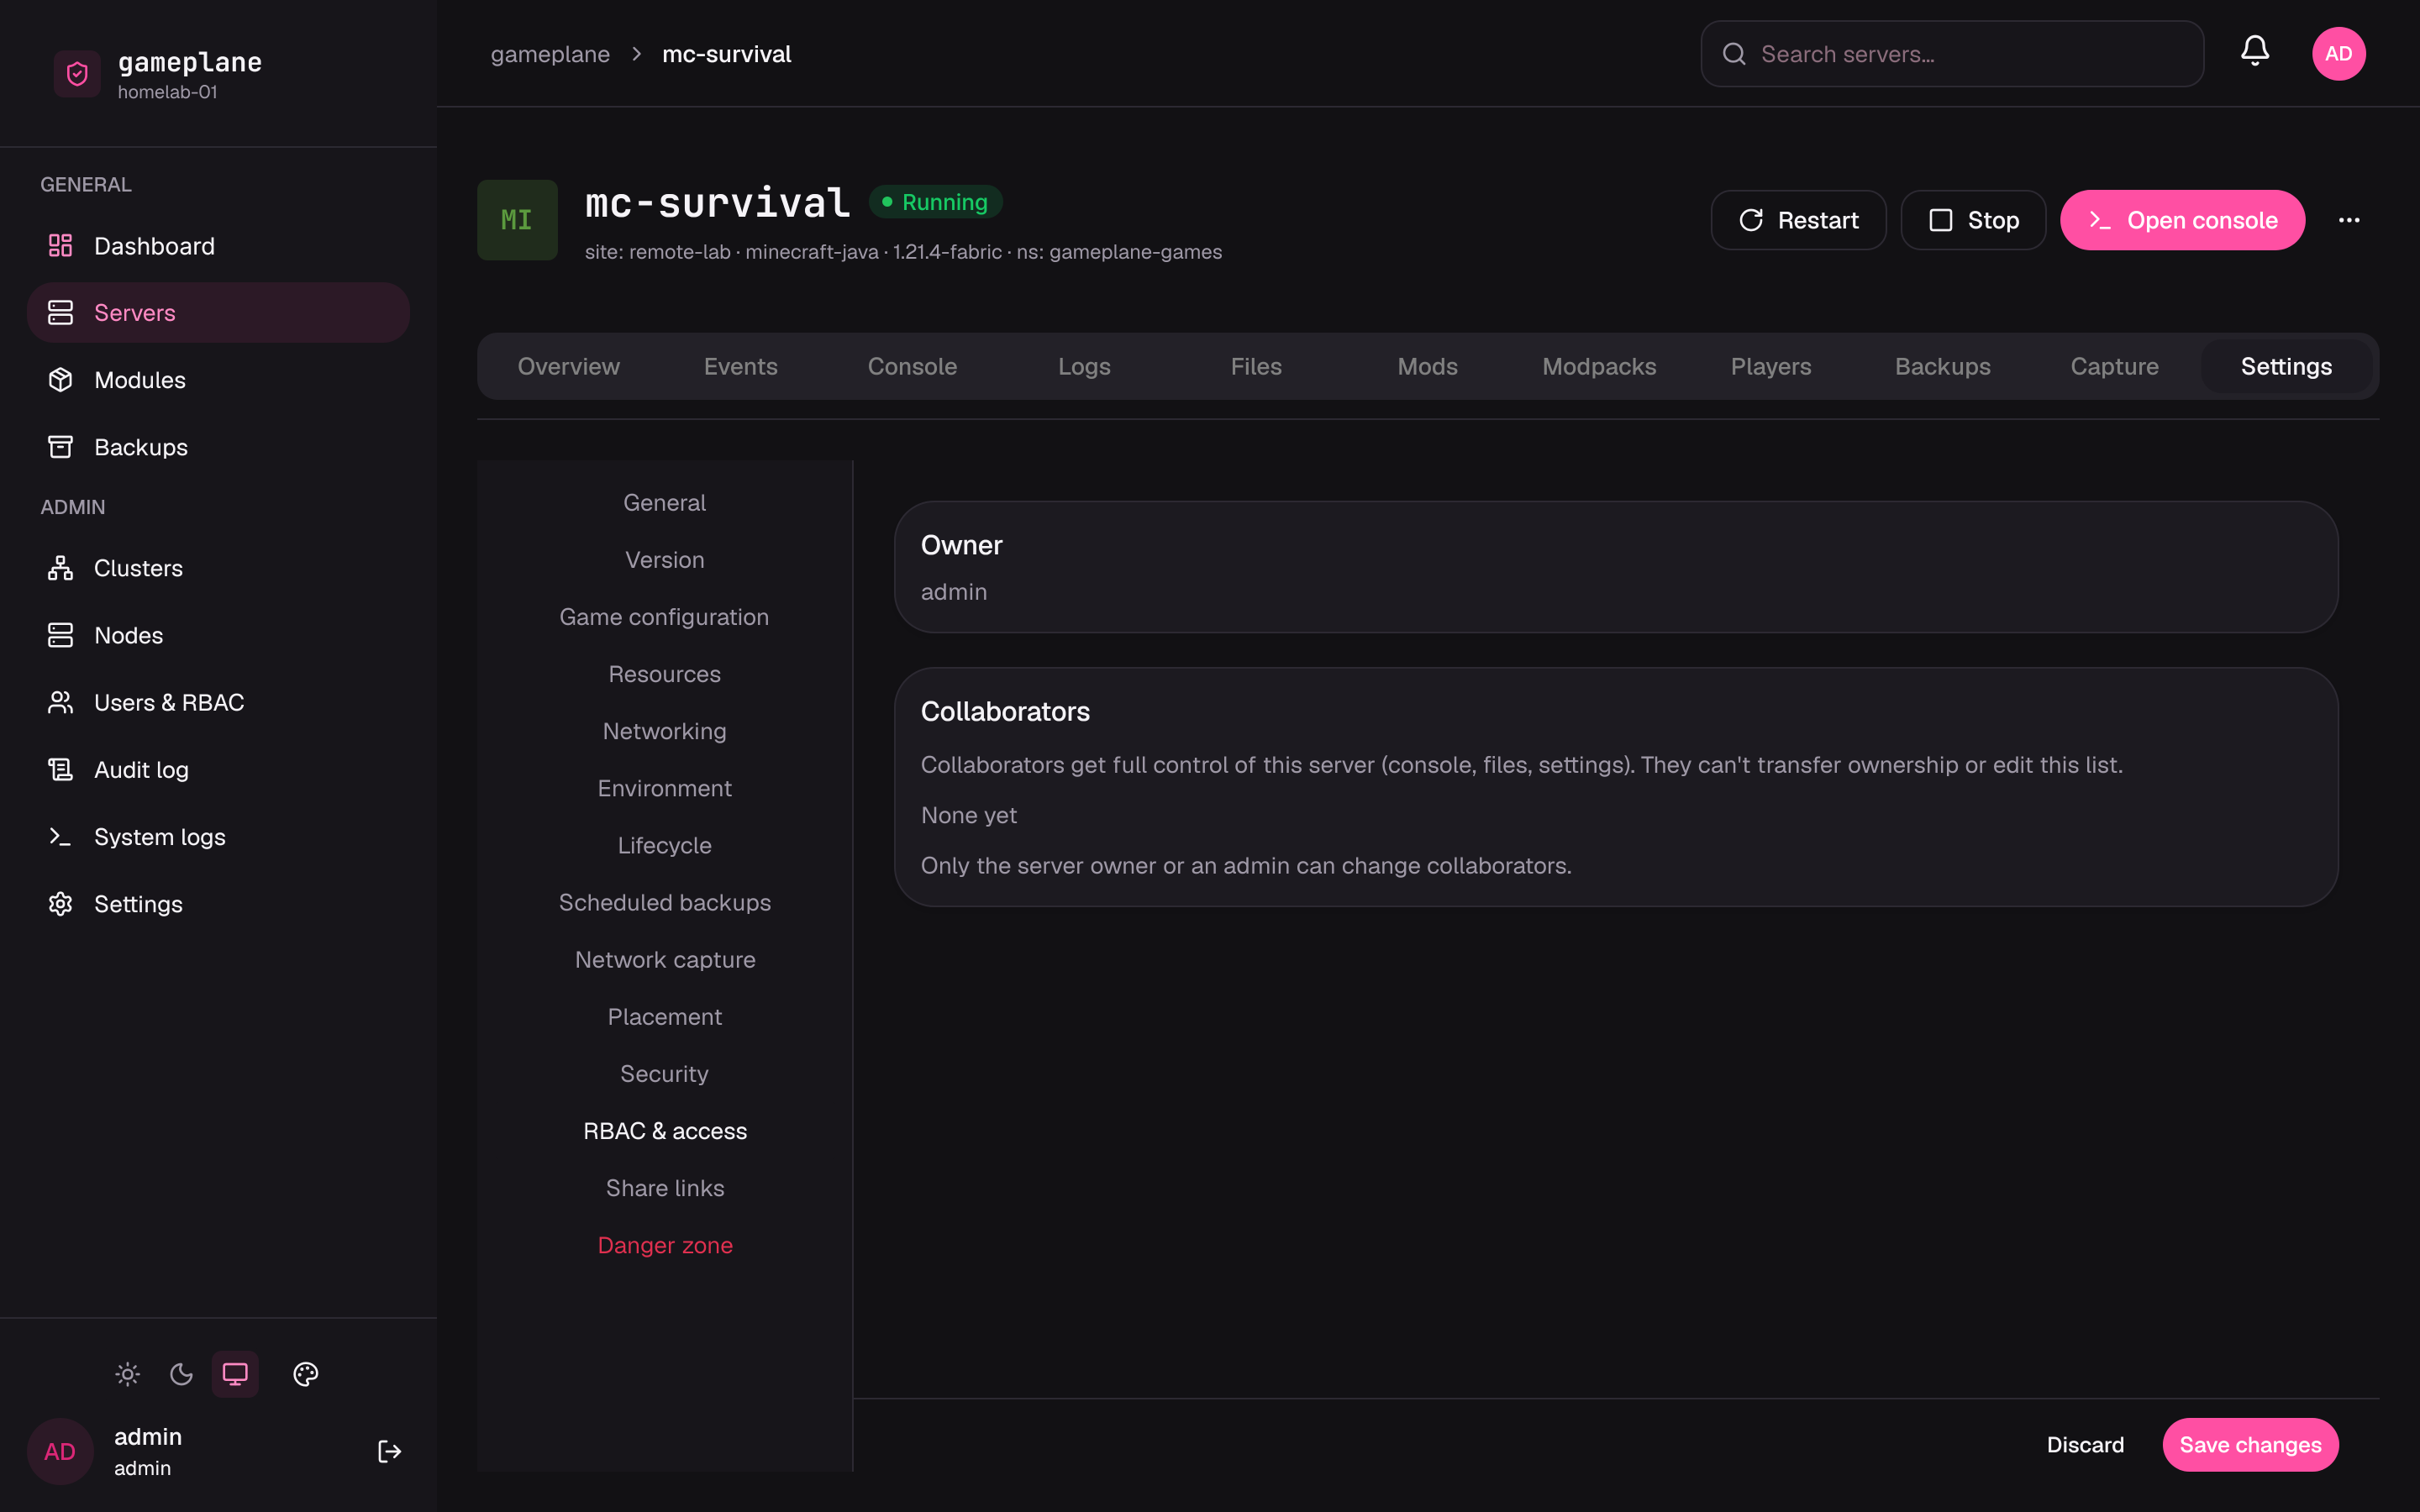 gameplane
homelab-01
GENERAL
Dashboard
Servers
Modules
Backups
ADMIN
Clusters
Nodes
Users & RBAC
Audit log
System logs
Settings
AD
admin
admin
gameplane > mc-survival
Search servers...
AD
MI
mc-survival
Running
site: remote-lab · minecraft-java · 1.21.4-fabric · ns: gameplane-games
Restart
Stop
Open console
Overview
Events
Console
Logs
Files
Mods
Modpacks
Players
Backups
Capture
Settings
General
Version
Game configuration
Resources
Networking
Environment
Lifecycle
Scheduled backups
Network capture
Placement
Security
RBAC & access
Share links
Danger zone
Owner
admin
Collaborators
Collaborators get full control of this server (console, files, settings). They can't transfer ownership or edit this list.
None yet
Only the server owner or an admin can change collaborators.
Discard
Save changes